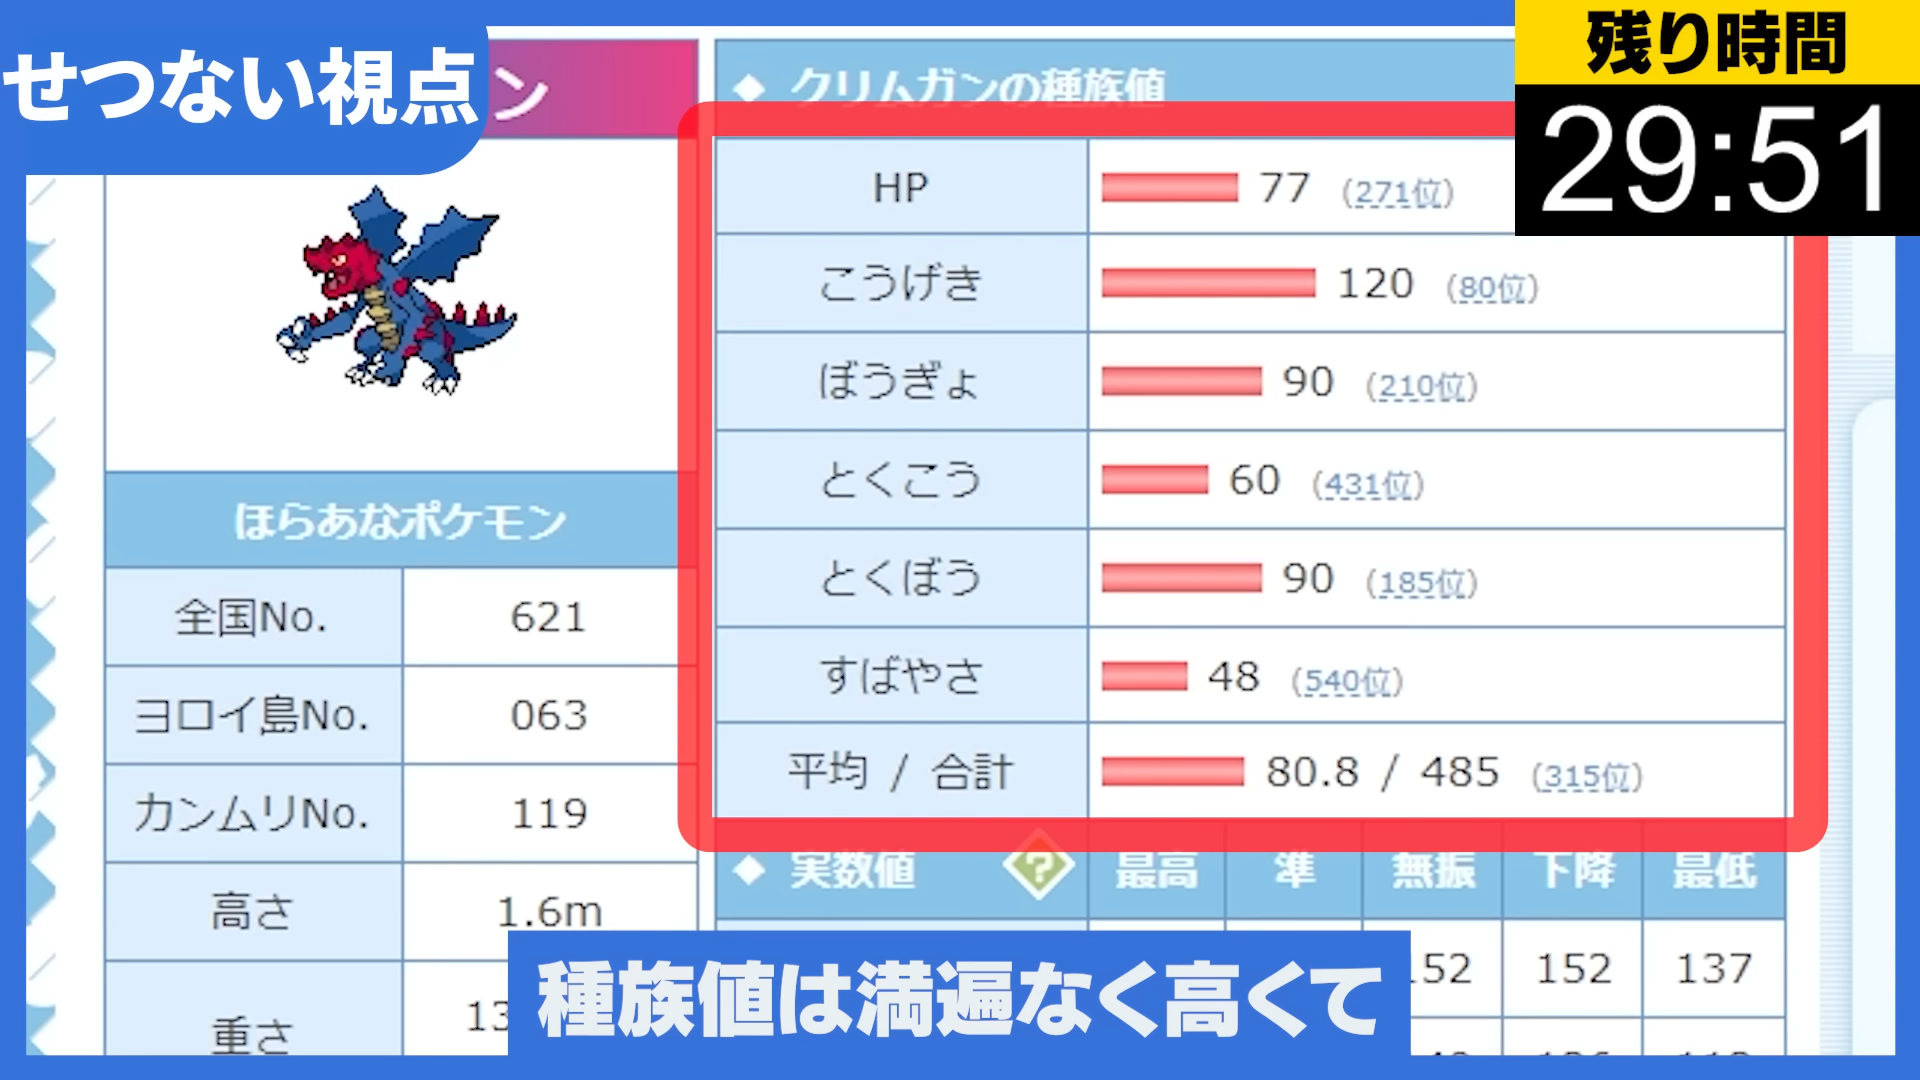 せつない視点
ン
残り時間
29:51
クリムガンの種族値
HP 77 (271位)
こうげき 120 (80位)
ぼうぎょ 90 (210位)
とくこう 60 (431位)
とくぼう 90 (185位)
すばやさ 48 (540位)
平均 / 合計 80.8 / 485 (315位)
ほらあなポケモン
全国No. 621
ヨロイ島No. 063
カンムリNo. 119
高さ 1.6m
重さ 13
実数値 ? 最高 準 無振 下降 最低
152 152 137
種族値は満遍なく高くて